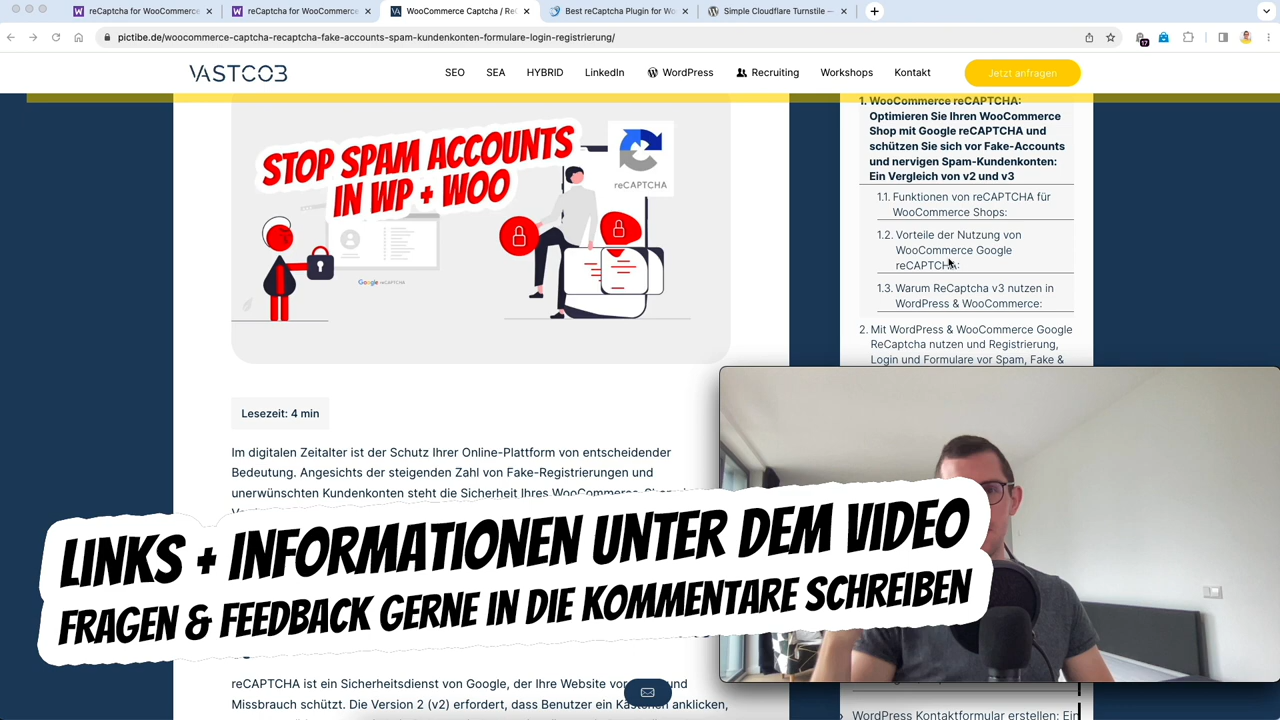 reCaptcha for WooCommerce
reCaptcha for WooCommerce
WooCommerce Captcha / Re
Best reCaptcha Plugin for Wo
Simple Cloudflare Turnstile —
pictibe.de/woocommerce-captcha-recaptcha-fake-accounts-spam-kundenkonten-formulare-login-registrierung/
17
VASTCOB
SEO
SEA
HYBRID
LinkedIn
WordPress
Recruiting
Workshops
Kontakt
Jetzt anfragen
STOP SPAM ACCOUNTS
IN WP + WOO
reCAPTCHA
Google reCAPTCHA
Lesezeit: 4 min
Im digitalen Zeitalter ist der Schutz Ihrer Online-Plattform von entscheidender
Bedeutung. Angesichts der steigenden Zahl von Fake-Registrierungen und
unerwünschten Kundenkonten steht die Sicherheit Ihres WooCommerce-Shop
1. WooCommerce reCAPTCHA:
Optimieren Sie Ihren WooCommerce
Shop mit Google reCAPTCHA und
schützen Sie sich vor Fake-Accounts
und nervigen Spam-Kundenkonten:
Ein Vergleich von v2 und v3
1.1. Funktionen von reCAPTCHA für
WooCommerce Shops:
1.2. Vorteile der Nutzung von
WooCommerce Google
reCAPTCHA:
1.3. Warum ReCaptcha v3 nutzen in
WordPress & WooCommerce:
2. Mit WordPress & WooCommerce Google
ReCaptcha nutzen und Registrierung,
Login und Formulare vor Spam, Fake &
LINKS + INFORMATIONEN UNTER DEM VIDEO
FRAGEN & FEEDBACK GERNE IN DIE KOMMENTARE SCHREIBEN
reCAPTCHA ist ein Sicherheitsdienst von Google, der Ihre Website vor und
Missbrauch schützt. Die Version 2 (v2) erfordert, dass Benutzer ein Kästchen anklicken,
WordPress Kontaktformular erstellen: Ein